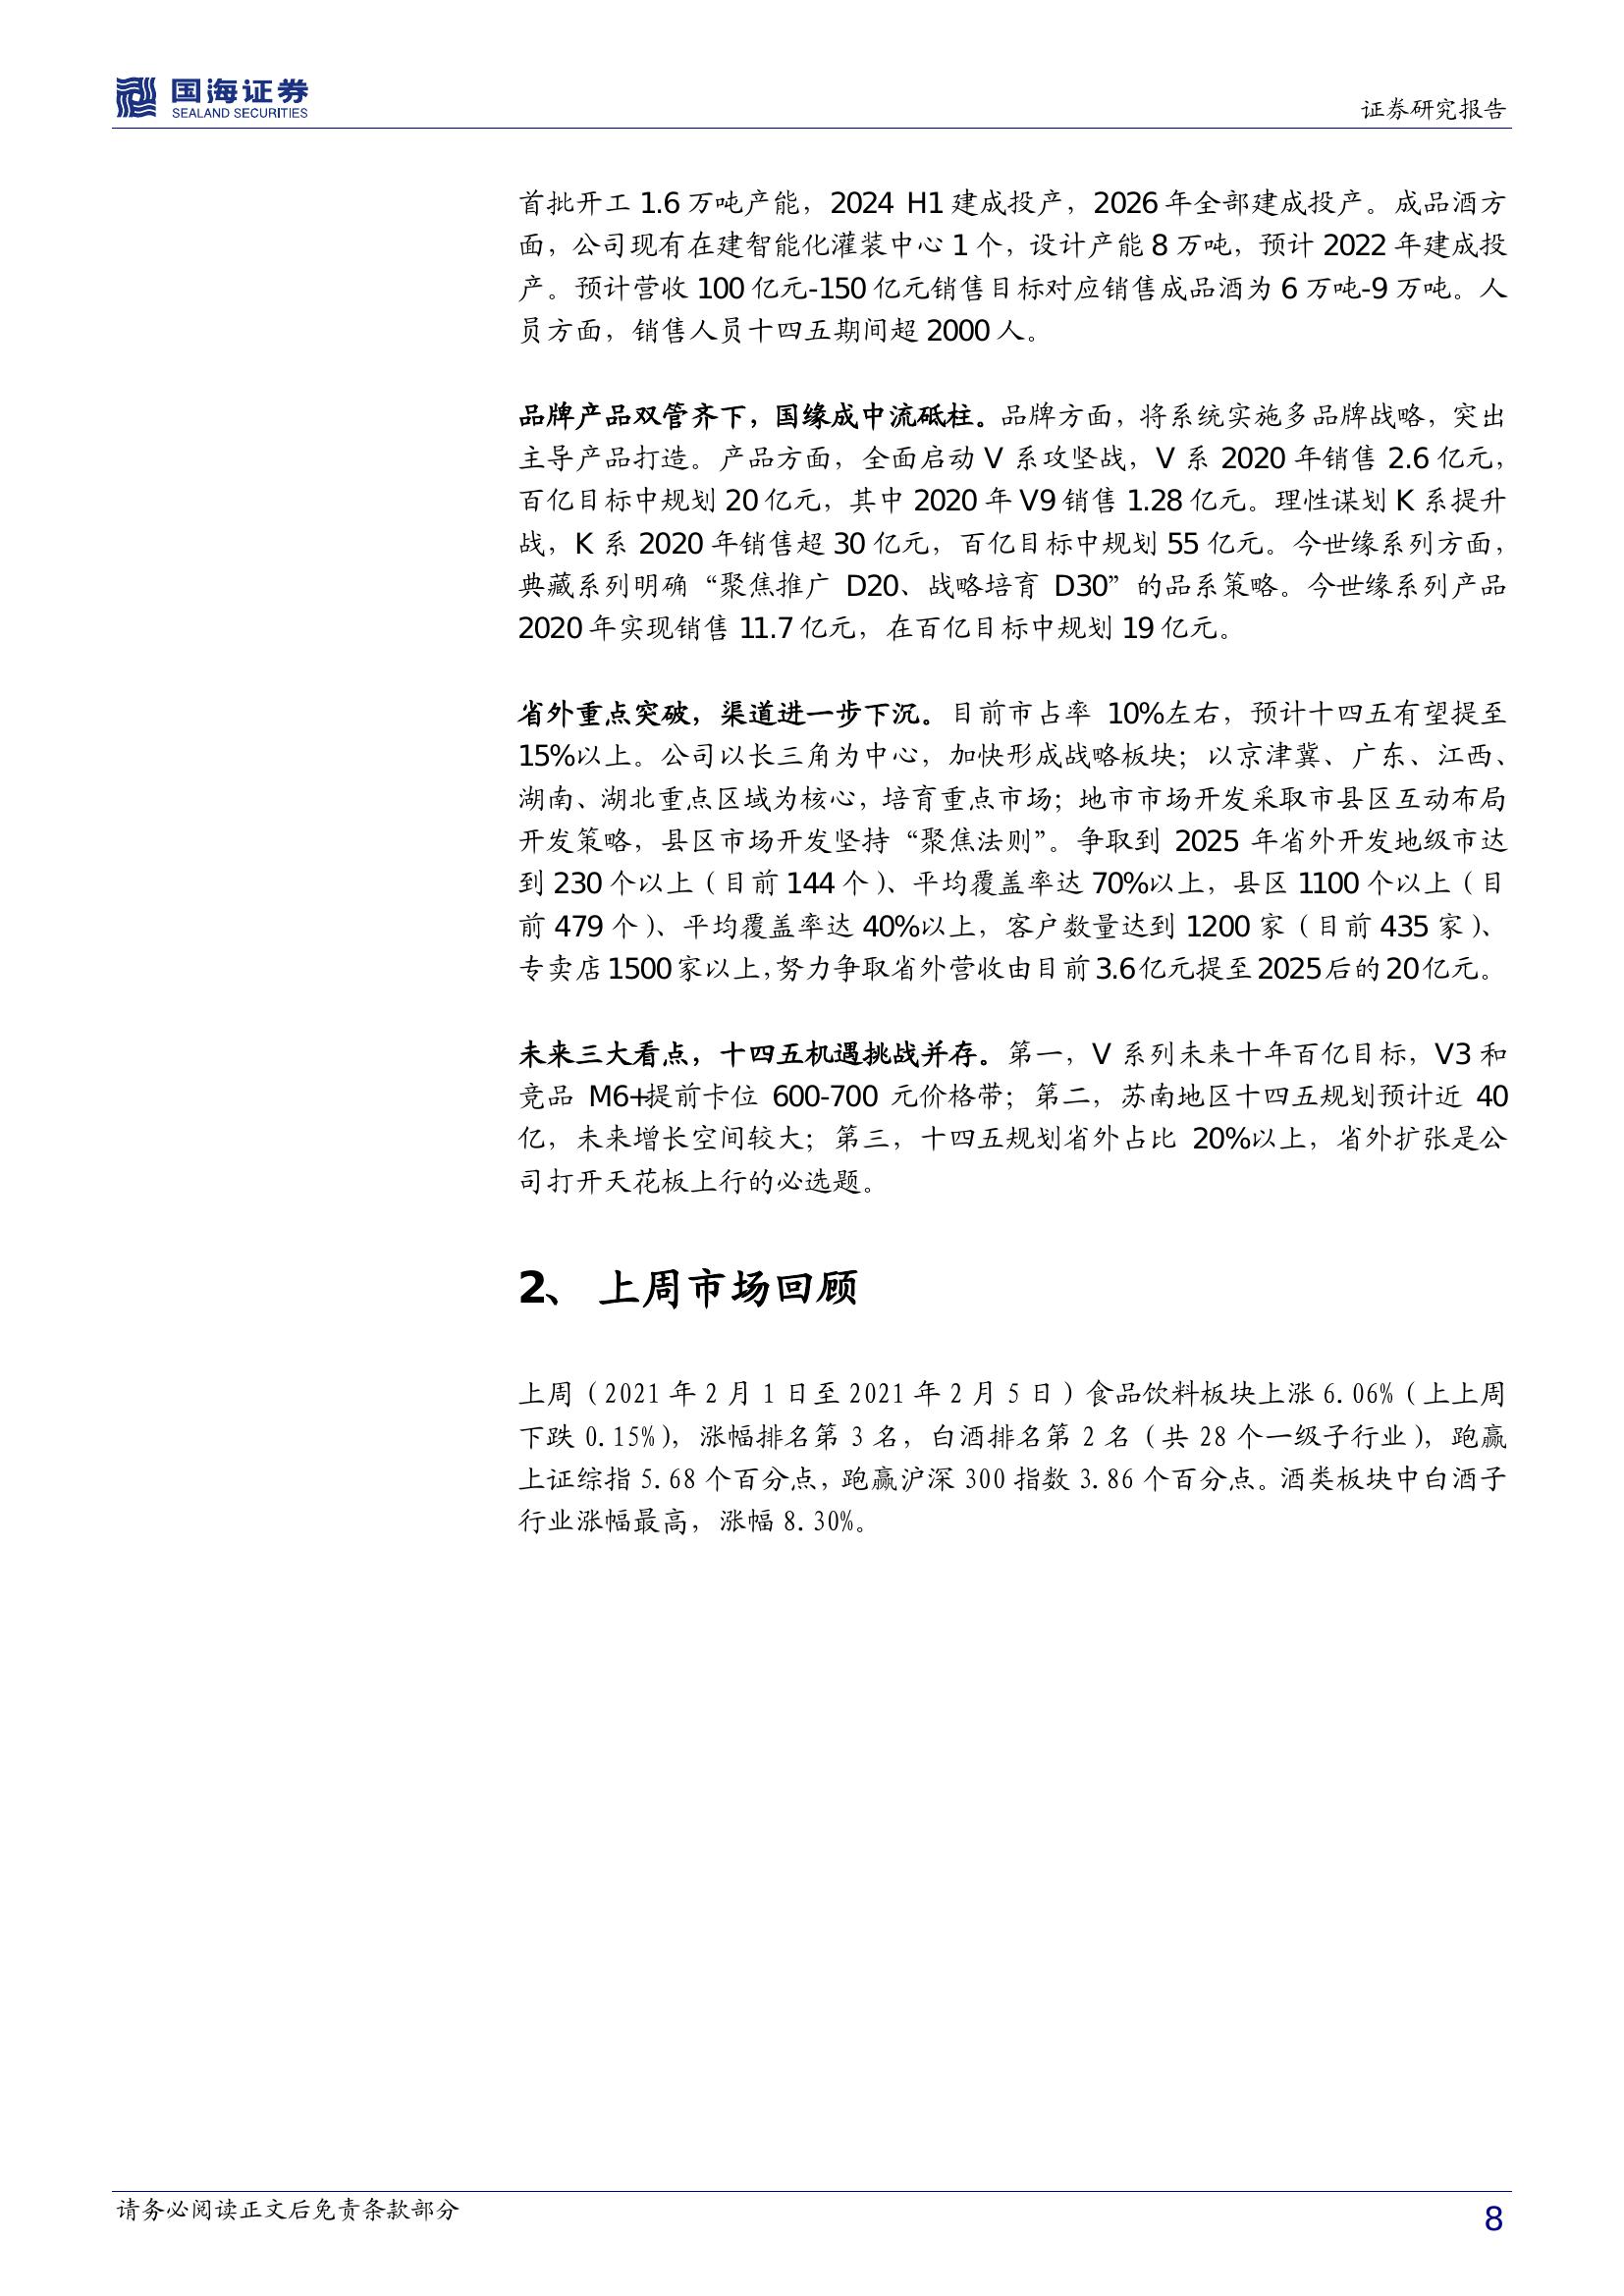 国海证券
SEALAND SECURITIES
证券研究报告
首批开工 1.6 万吨产能，2024 H1 建成投产，2026 年全部建成投产。成品酒方
面，公司现有在建智能化灌装中心 1 个，设计产能 8 万吨，预计 2022 年建成投
产。预计营收 100 亿元-150 亿元销售目标对应销售成品酒为 6 万吨-9 万吨。人
员方面，销售人员十四五期间超 2000 人。
品牌产品双管齐下，国缘成中流砥柱。品牌方面，将系统实施多品牌战略，突出
主导产品打造。产品方面，全面启动 V 系攻坚战，V 系 2020 年销售 2.6 亿元，
百亿目标中规划 20 亿元，其中 2020 年 V9 销售 1.28 亿元。理性谋划 K 系提升
战，K 系 2020 年销售超 30 亿元，百亿目标中规划 55 亿元。今世缘系列方面，
典藏系列明确“聚焦推广 D20、战略培育 D30”的品系策略。今世缘系列产品
2020 年实现销售 11.7 亿元，在百亿目标中规划 19 亿元。
省外重点突破，渠道进一步下沉。目前市占率 10%左右，预计十四五有望提至
15%以上。公司以长三角为中心，加快形成战略板块；以京津冀、广东、江西、
湖南、湖北重点区域为核心，培育重点市场；地市市场开发采取市县区互动布局
开发策略，县区市场开发坚持“聚焦法则”。争取到 2025 年省外开发地级市达
到 230 个以上（目前 144 个）、平均覆盖率达 70%以上，县区 1100 个以上（目
前 479 个）、平均覆盖率达 40%以上，客户数量达到 1200 家（目前 435 家）、
专卖店 1500 家以上，努力争取省外营收由目前 3.6 亿元提至 2025 后的 20 亿元。
未来三大看点，十四五机遇挑战并存。第一，V 系列未来十年百亿目标，V3 和
竞品 M6+提前卡位 600-700 元价格带；第二，苏南地区十四五规划预计近 40
亿，未来增长空间较大；第三，十四五规划省外占比 20%以上，省外扩张是公
司打开天花板上行的必选题。
2、 上周市场回顾
上周（2021 年 2 月 1 日至 2021 年 2 月 5 日）食品饮料板块上涨 6.06%（上上周
下跌 0.15%），涨幅排名第 3 名，白酒排名第 2 名（共 28 个一级子行业），跑赢
上证综指 5.68 个百分点，跑赢沪深 300 指数 3.86 个百分点。酒类板块中白酒子
行业涨幅最高，涨幅 8.30%。
请务必阅读正文后免责条款部分
8